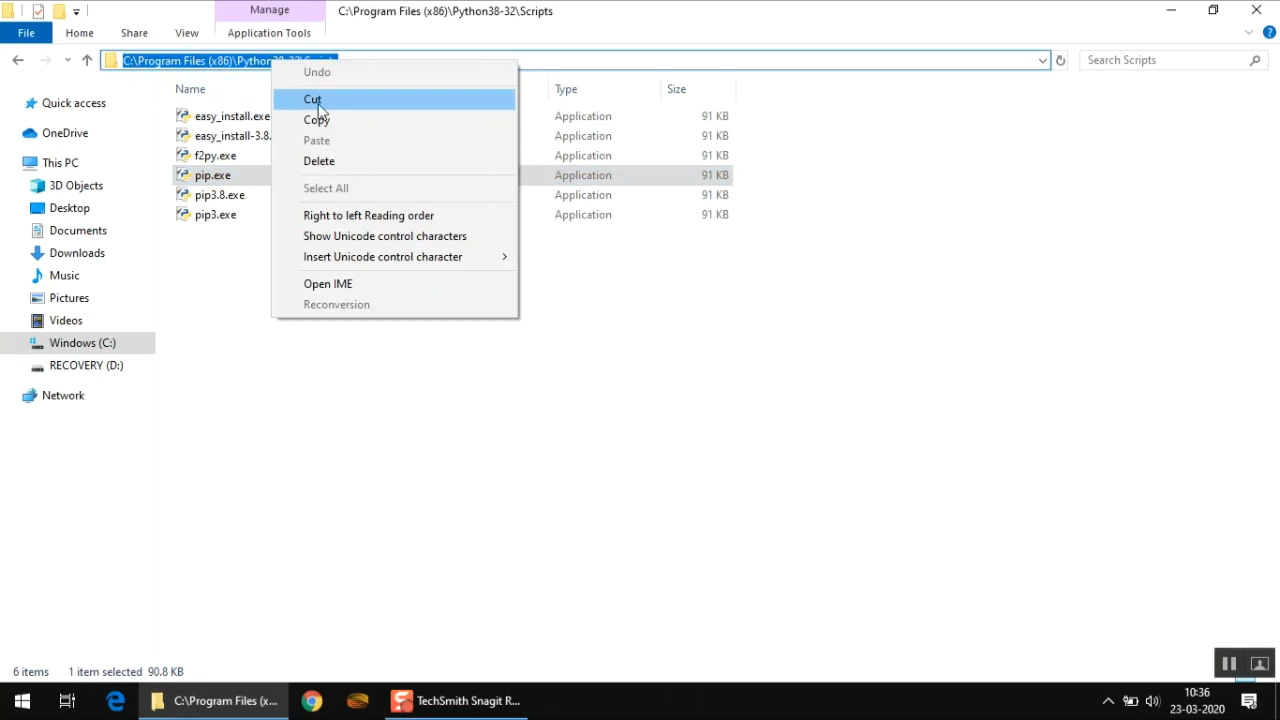 Manage
C:\Program Files (x86)\Python38-32\Scripts
File
Home
Share
View
Application Tools
C:\Program Files (x86)\Python38-32\Scripts
Search Scripts
Name
Type
Size
Quick access
OneDrive
This PC
3D Objects
Desktop
Documents
Downloads
Music
Pictures
Videos
Windows (C:)
RECOVERY (D:)
Network
easy_install.exe
Application
91 KB
easy_install-3.8.
Application
91 KB
f2py.exe
Application
91 KB
pip.exe
Application
91 KB
pip3.8.exe
Application
91 KB
pip3.exe
Application
91 KB
Undo
Cut
Copy
Paste
Delete
Select All
Right to left Reading order
Show Unicode control characters
Insert Unicode control character
Open IME
Reconversion
6 items
1 item selected 90.8 KB
C:\Program Files (x...
TechSmith Snagit R...
10:36
23-03-2020